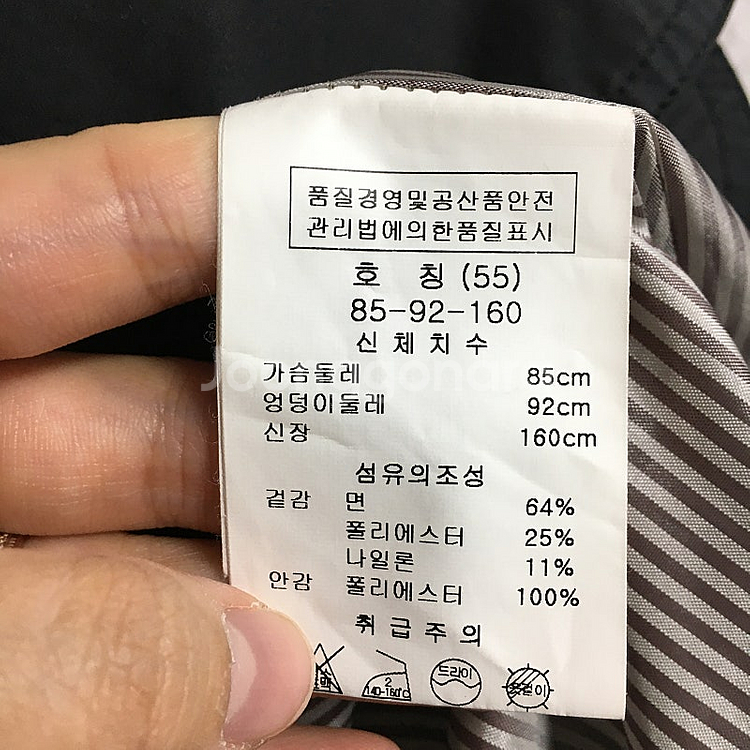 품질경영및공산품안전
관리법에의한품질표시
호 칭 (55)
85-92-160
신체치수
가슴둘레 85cm
엉덩이둘레 92cm
신장 160cm
섬유의조성
겉감 면 64%
폴리에스터 25%
나일론 11%
안감 폴리에스터 100%
취급주의
2
140-160°C
드라이
옷걸이